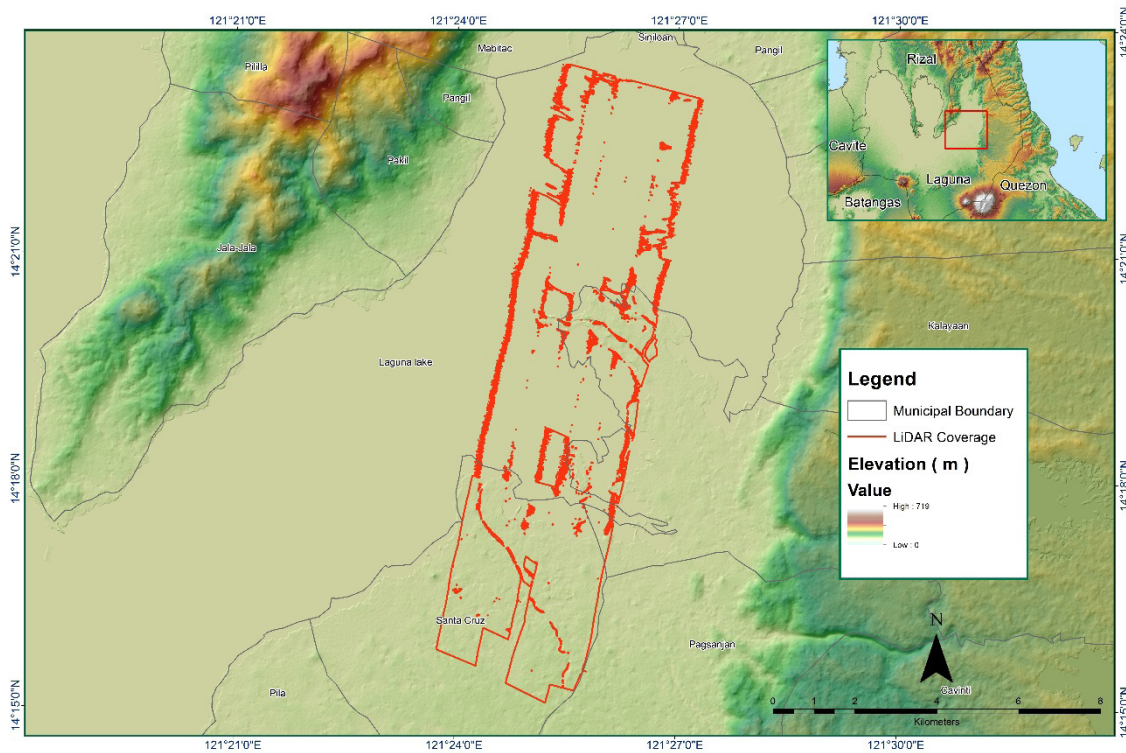 121°21'0"E
121°24'0"E
121°27'0"E
121°30'0"E
14°24'0"N
Mabitac
Siniloan
Pangil
Pililla
Pangil
Pakil
Rizal
Cavite
Laguna
Quezon
Batangas
14°21'0"N
14°21'0"N
Jala-Jala
Kalayaan
Laguna lake
Legend
Municipal Boundary
LiDAR Coverage
Elevation ( m )
Value
High : 719
Low : 0
14°18'0"N
14°18'0"N
Santa Cruz
N
Pagsanjan
Pila
Cavinti
14°15'0"N
14°15'0"N
0
2
4
6
8
Kilometers
121°21'0"E
121°24'0"E
121°27'0"E
121°30'0"E